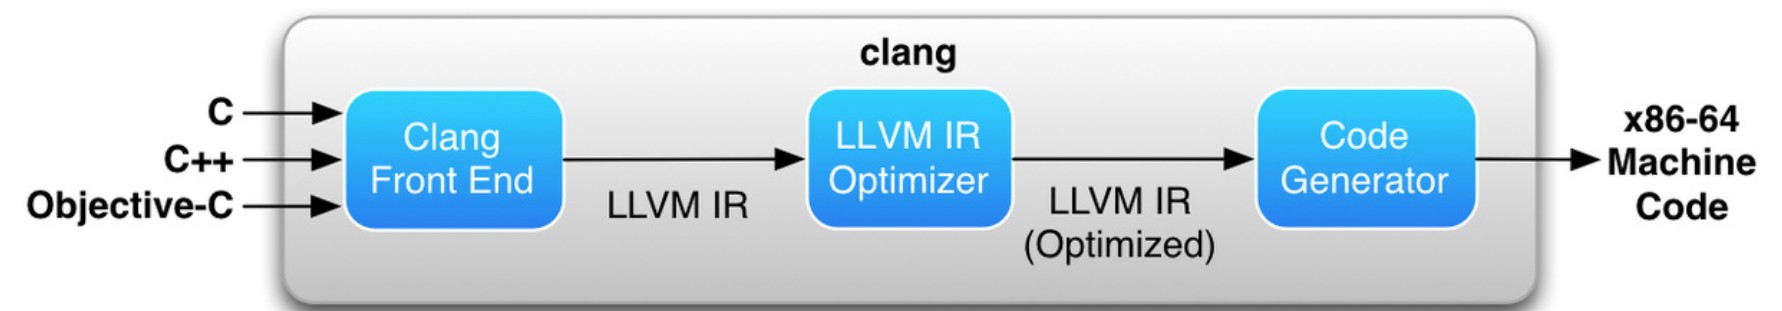 clang
C
C++
Objective-C
Clang
Front End
LLVM IR
LLVM IR
Optimizer
LLVM IR
(Optimized)
Code
Generator
x86-64
Machine
Code